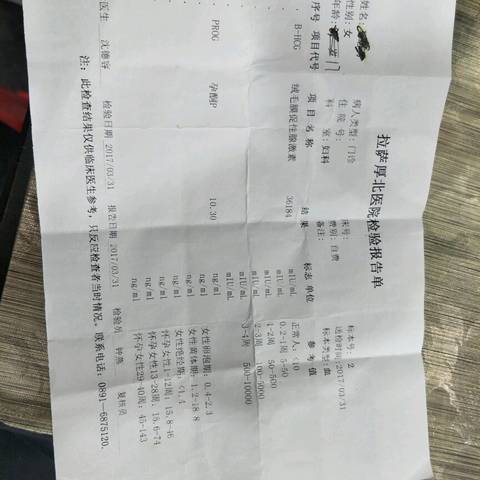 拉萨厚北医院检验报告单
姓名:
性别: 女
年龄:
病人类型: 门诊
住院号:
科 室: 妇科
床号:
费别: 自费
备注:
标本号: 2
标本类型: 血
送检时间: 2017/03/31
序号 项目代号 项 目 名 称 结 果 标志 单位 参 考 值
B-HCG 绒毛膜促性腺激素 36184 mIU/mL 正常人: <10
mIU/mL 0.2-1周 5-50
mIU/mL 1-2周 50-500
mIU/mL 2-3周 100-5000
mIU/mL 3-4周 500-10000
PROG 孕酮P 10.30 ng/ml 女性卵泡期: 0.4-2.3
ng/ml 女性黄体期: 1.2-18.8
ng/ml 女性绝经期: <1.4
ng/ml 怀孕女性1-12周: 15.8-46
ng/ml 怀孕女性13-28周: 15.6-74
ng/ml 怀孕女性29-40周: 45-143
医生 沈德蓉 检验日期: 2017/03/31 报告日期: 2017/03/31 检验员 钟燕 复核员
注: 此检查结果仅供临床医生参考, 只反应检查者当时情况。联系电话: 0891-6875120.